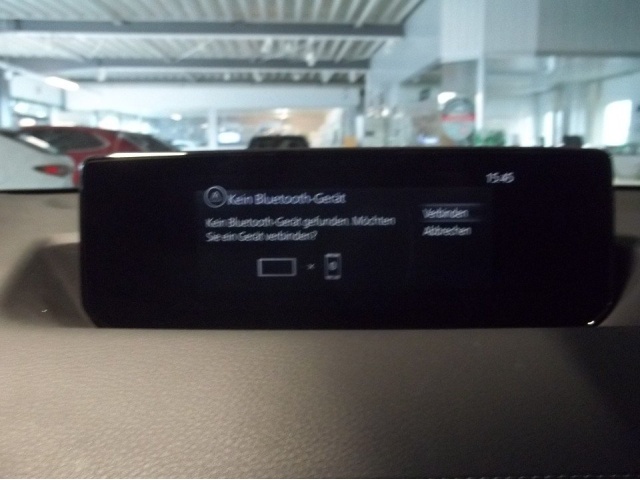 15:45
Kein Bluetooth-Gerät
Kein Bluetooth-Gerät gefunden. Möchten
Sie ein Gerät verbinden?
Verbinden
Abbrechen